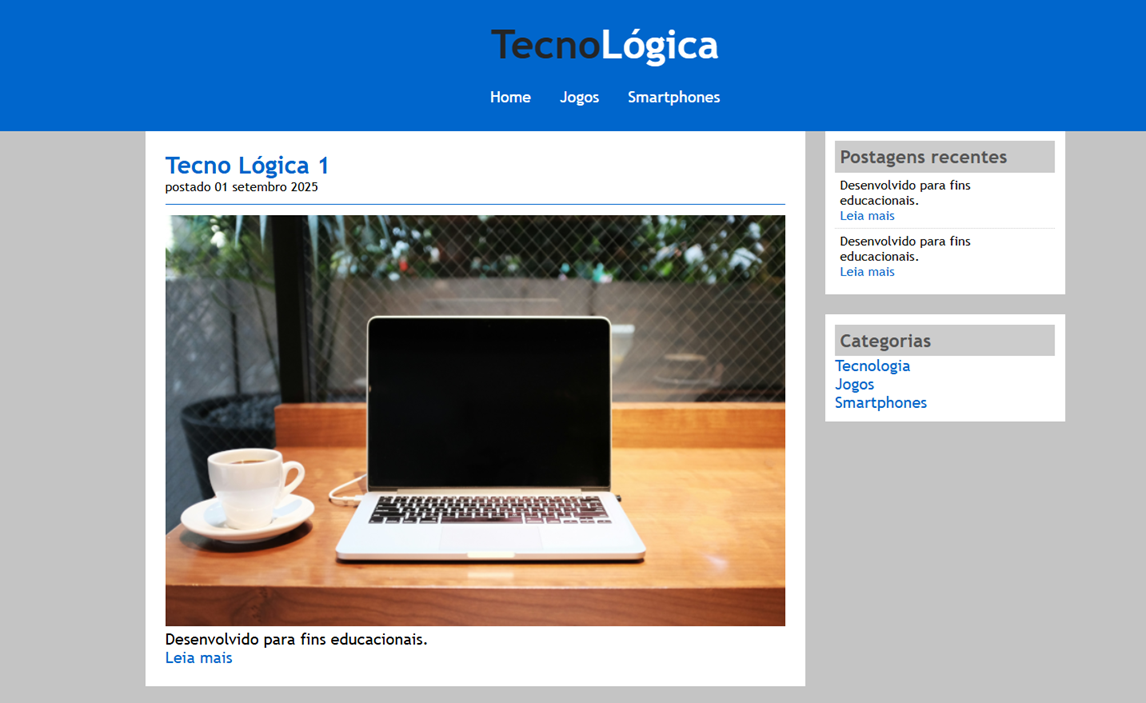 TecnoLógica
Home Jogos Smartphones
Tecno Lógica 1
postado 01 setembro 2025
Desenvolvido para fins educacionais.
Leia mais
Postagens recentes
Desenvolvido para fins
educacionais.
Leia mais
Desenvolvido para fins
educacionais.
Leia mais
Categorias
Tecnologia
Jogos
Smartphones